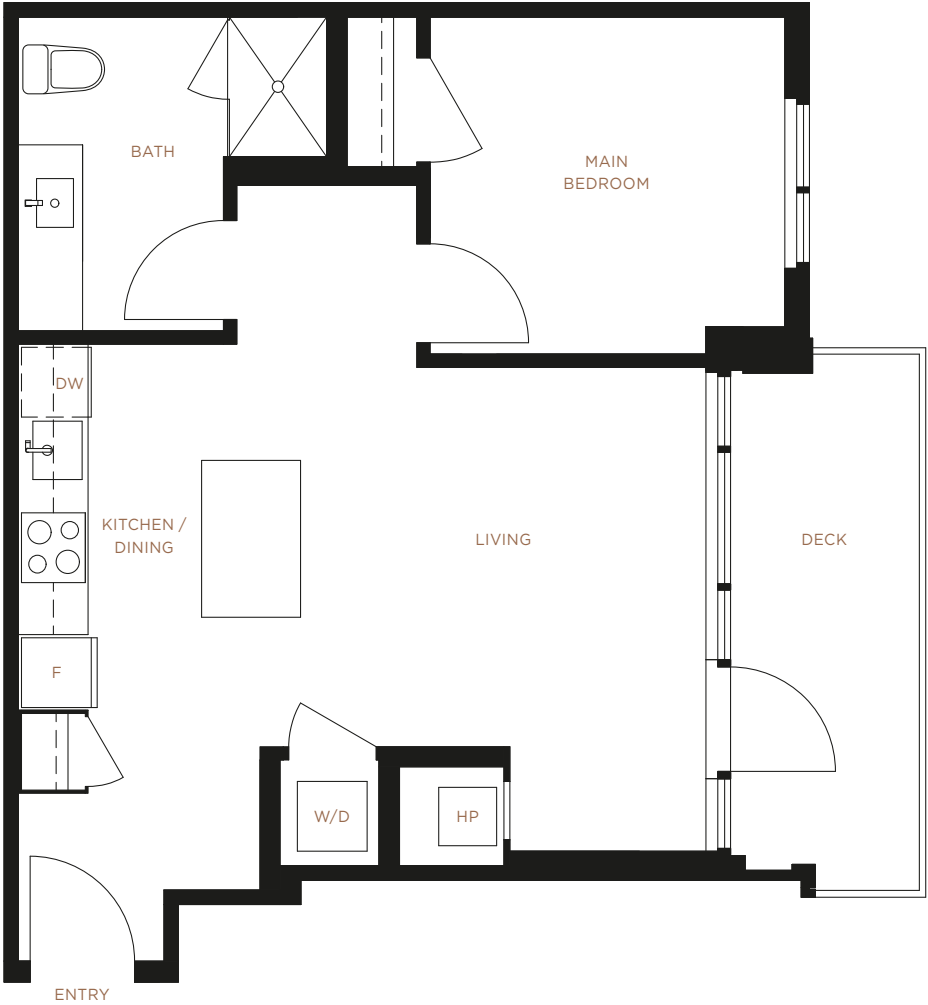 BATH
MAIN
BEDROOM
DW
KITCHEN /
DINING
LIVING
DECK
F
W/D
HP
ENTRY